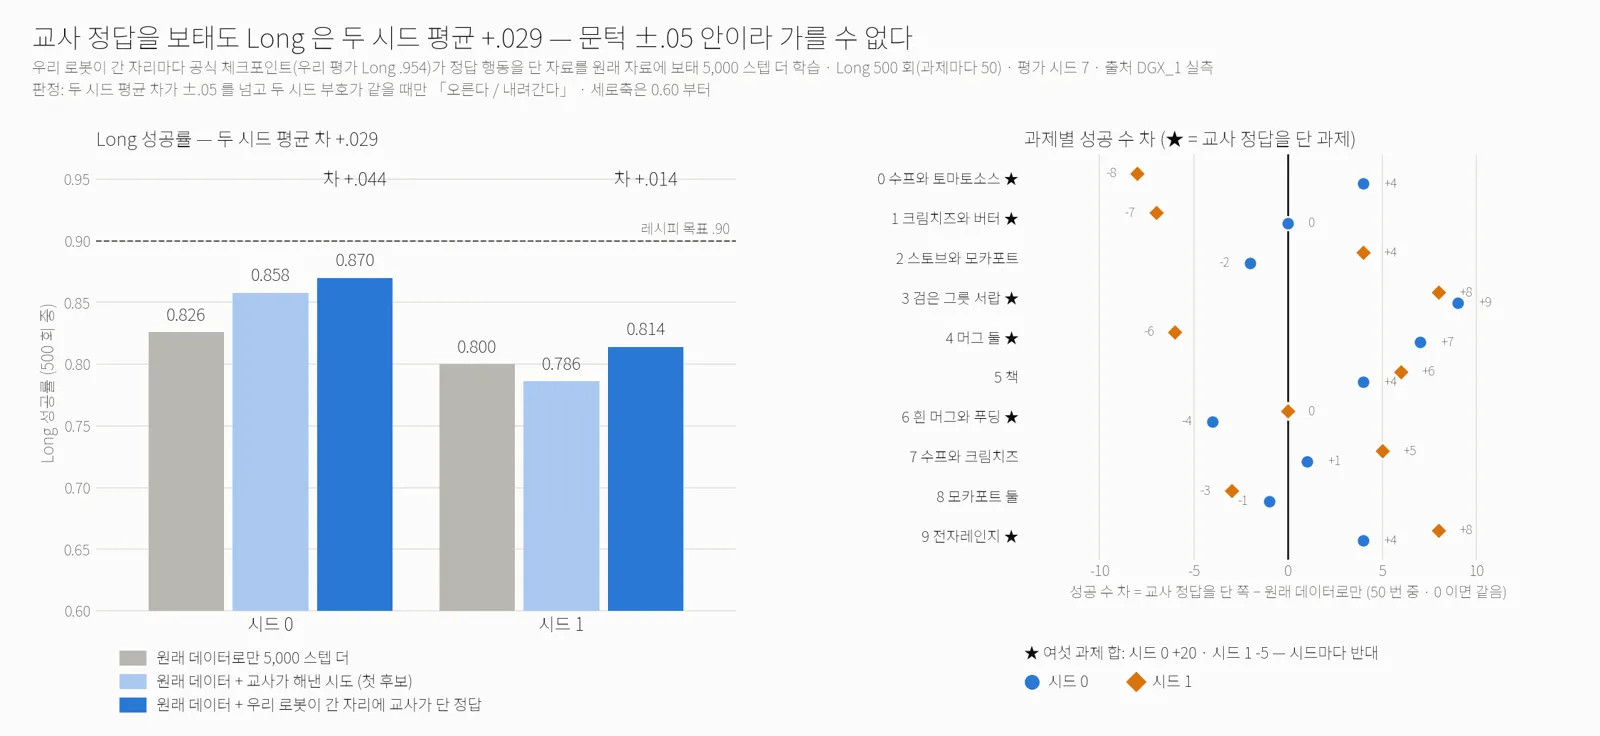 교사 정답을 보태도 Long 은 두 시드 평균 +.029 — 문턱 ±.05 안이라 가를 수 없다
우리 로봇이 간 자리마다 공식 체크포인트(우리 평가 Long .954)가 정답 행동을 단 자료를 원래 자료에 보태 5,000 스텝 더 학습 · Long 500 회(과제마다 50) · 평가 시드 7 · 출처 DGX_1 실측
판정: 두 시드 평균 차가 ±.05 를 넘고 두 시드 부호가 같을 때만 「오른다 / 내려간다」 · 세로축은 0.60 부터
Long 성공률 — 두 시드 평균 차 +.029
차 +.044
차 +.014
레시피 목표 .90
0.95
0.90
0.85
0.80
0.75
0.70
0.65
0.60
Long 성공률 (500 회 중)
0.826
0.858
0.870
0.800
0.786
0.814
시드 0
시드 1
원래 데이터로만 5,000 스텝 더
원래 데이터 + 교사가 해낸 시도 (첫 후보)
원래 데이터 + 우리 로봇이 간 자리에 교사가 단 정답
과제별 성공 수 차 (★ = 교사 정답을 단 과제)
0 수프와 토마토소스 ★
-8
+4
1 크림치즈와 버터 ★
-7
0
2 스토브와 모카포트
-2
+4
3 검은 그릇 서랍 ★
+8
+9
4 머그 둘 ★
-6
+7
5 책
+6
+4
6 흰 머그와 푸딩 ★
0
-4
7 수프와 크림치즈
+5
+1
8 모카포트 둘
-3
-1
9 전자레인지 ★
+8
+4
-10
-5
0
5
10
성공 수 차 = 교사 정답을 단 쪽 − 원래 데이터로만 (50 번 중 · 0 이면 같음)
★ 여섯 과제 합: 시드 0 +20 · 시드 1 -5 — 시드마다 반대
시드 0
시드 1